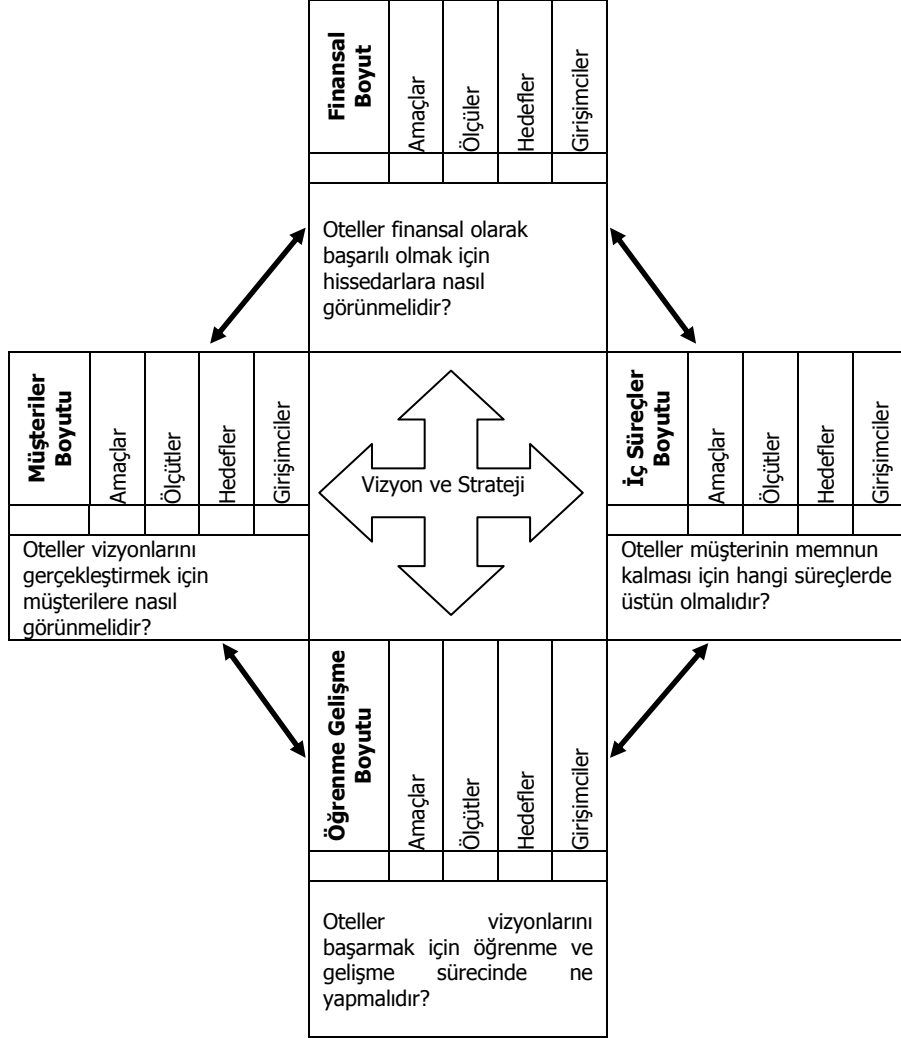 Finansal
Boyut
Amaçlar
Ölçüler
Hedefler
Girişimciler
Oteller finansal olarak
başarılı olmak için
hissedarlara nasıl
görünmelidir?
Müşteriler
Boyutu
Amaçlar
Ölçütler
Hedefler
Girişimciler
Oteller vizyonlarını
gerçekleştirmek için
müşterilere nasıl
görünmelidir?
Vizyon ve Strateji
İç Süreçler
Boyutu
Amaçlar
Ölçütler
Hedefler
Girişimciler
Oteller müşterinin memnun
kalması için hangi süreçlerde
üstün olmalıdır?
Öğrenme Gelişme
Boyutu
Amaçlar
Ölçütler
Hedefler
Girişimciler
Oteller vizyonlarını
başarmak için öğrenme ve
gelişme sürecinde ne
yapmalıdır?